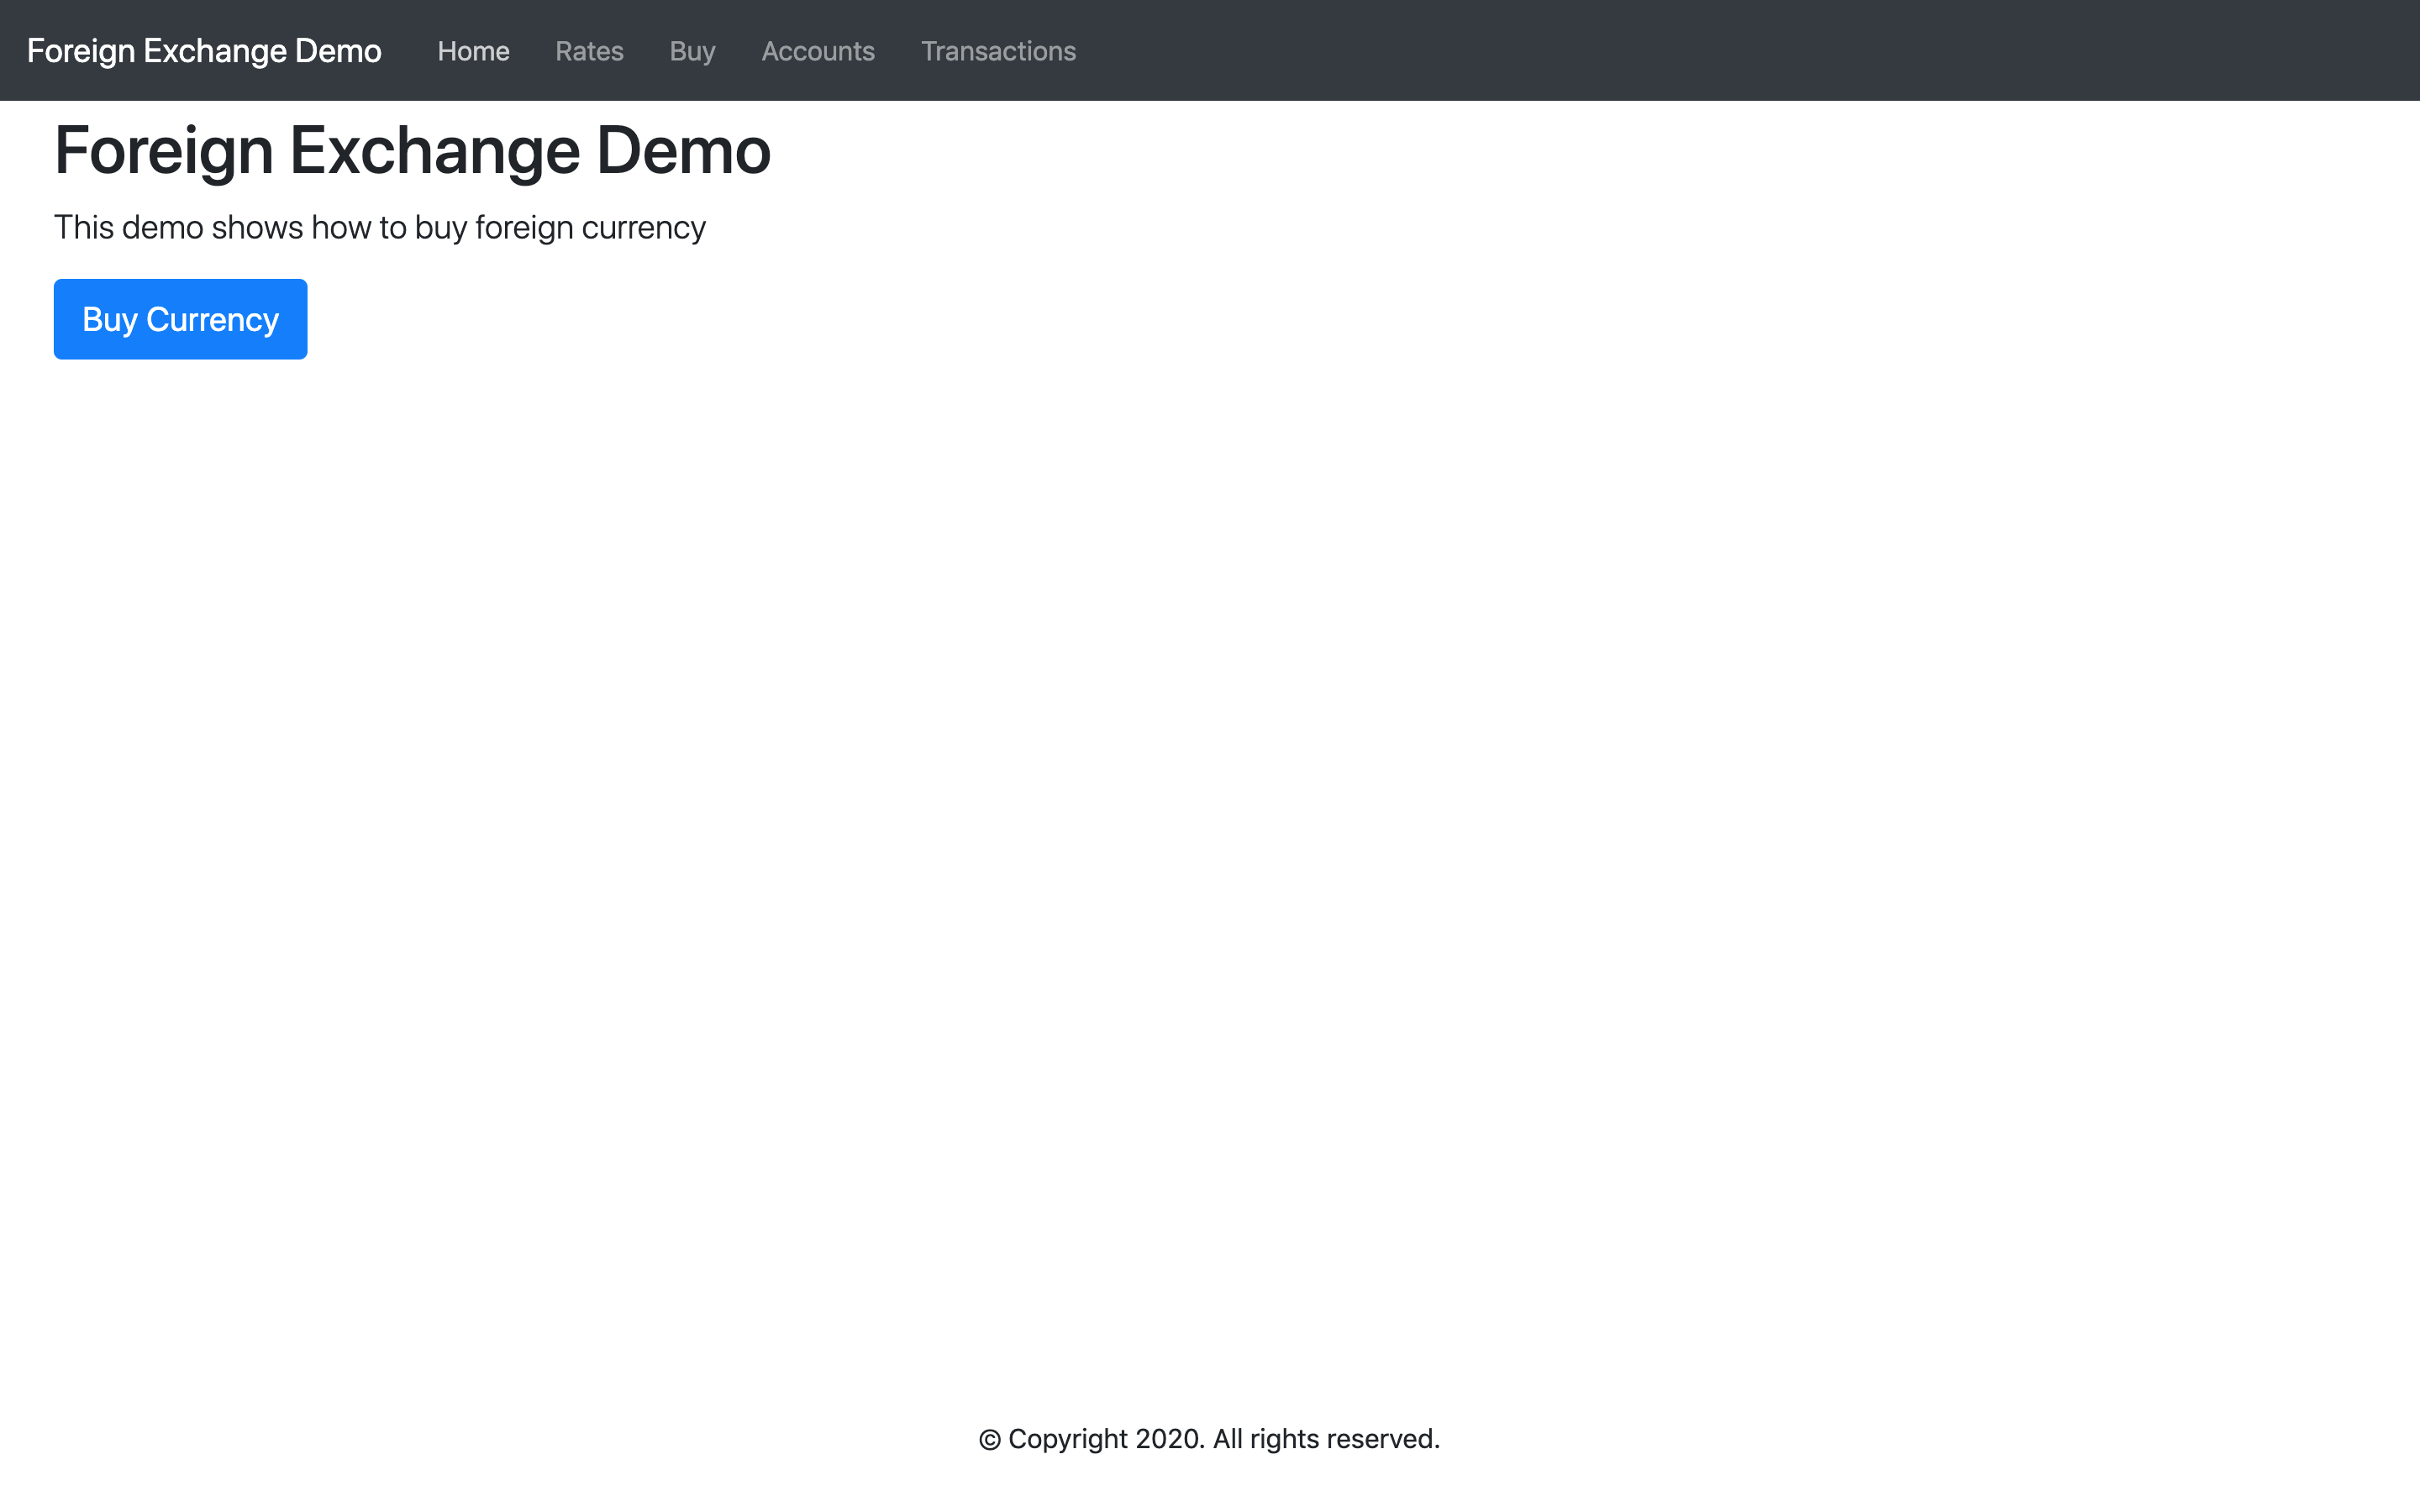 Foreign Exchange Demo Home Rates Buy Accounts Transactions
Foreign Exchange Demo
This demo shows how to buy foreign currency
Buy Currency
© Copyright 2020. All rights reserved.